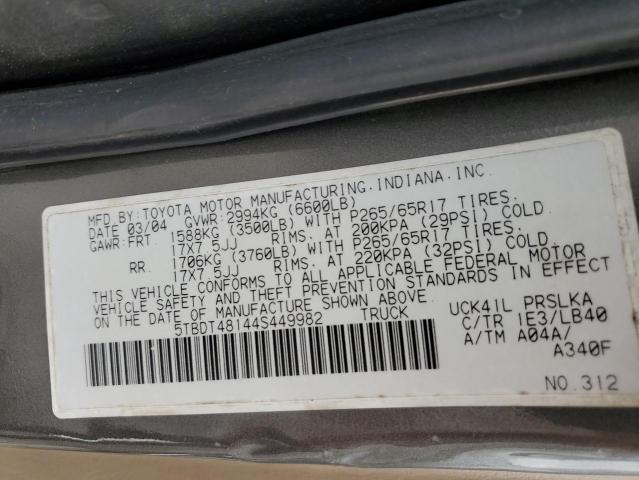 MFD.BY:TOYOTA MOTOR MANUFACTURING.INDIANA.INC.
DATE 03/04 GVWR:2994KG (6600LB)
GAWR:FRT. 1588KG (3500LB) WITH P265/65R17 TIRES.
17X7.5JJ RIMS. AT 200KPA (29PSI) COLD.
RR. 1706KG (3760LB) WITH P265/65R17 TIRES.
17X7.5JJ RIMS. AT 220KPA (32PSI) COLD.
THIS VEHICLE CONFORMS TO ALL APPLICABLE FEDERAL MOTOR
VEHICLE SAFETY AND THEFT PREVENTION STANDARDS IN EFFECT
ON THE DATE OF MANUFACTURE SHOWN ABOVE.
5TBDT48144S449982 TRUCK
UCK41L PRSLKA
C/TR 1E3/LB40
A/TM A04A/
A340F
NO.312